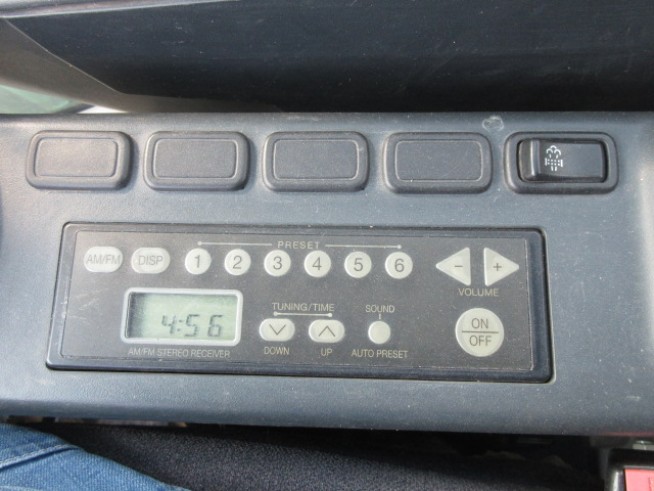 PRESET
AM/FM DISP 1 2 3 4 5 6 - +
VOLUME
TUNING/TIME SOUND
4:56
ON
OFF
DOWN UP AUTO PRESET
AM/FM STEREO RECEIVER